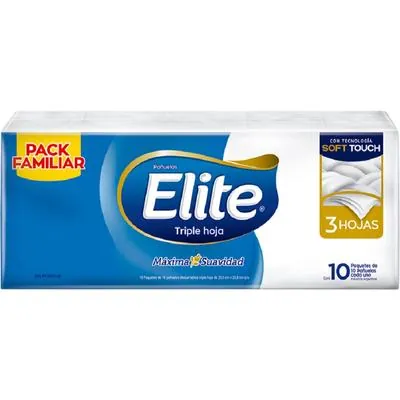 PACK
FAMILIAR
Pañuelos
Elite®
Triple hoja
Máxima Suavidad
CON TECNOLOGÍA
SOFT TOUCH
3 HOJAS
10
Paquetes de
10 Pañuelos
cada uno